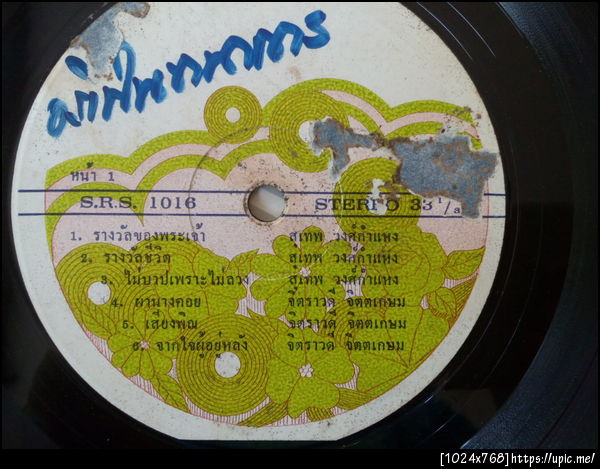 หน้า 1
S.R.S. 1016 STEREO 33 1/3
1. รางวัลของพระเจ้า สุเทพ วงศ์กำแหง
2. รางวัลชีวิต สุเทพ วงศ์กำแหง
3. ไม่บาปเพราะไม่ลวง สุเทพ วงศ์กำแหง
4. ผานางคอย จิตราวดี จิตตเกษม
5. เสียงพิณ จิตราวดี จิตตเกษม
6. จากใจผู้อยู่หลัง จิตราวดี จิตตเกษม
[1024x768]https://upic.me/